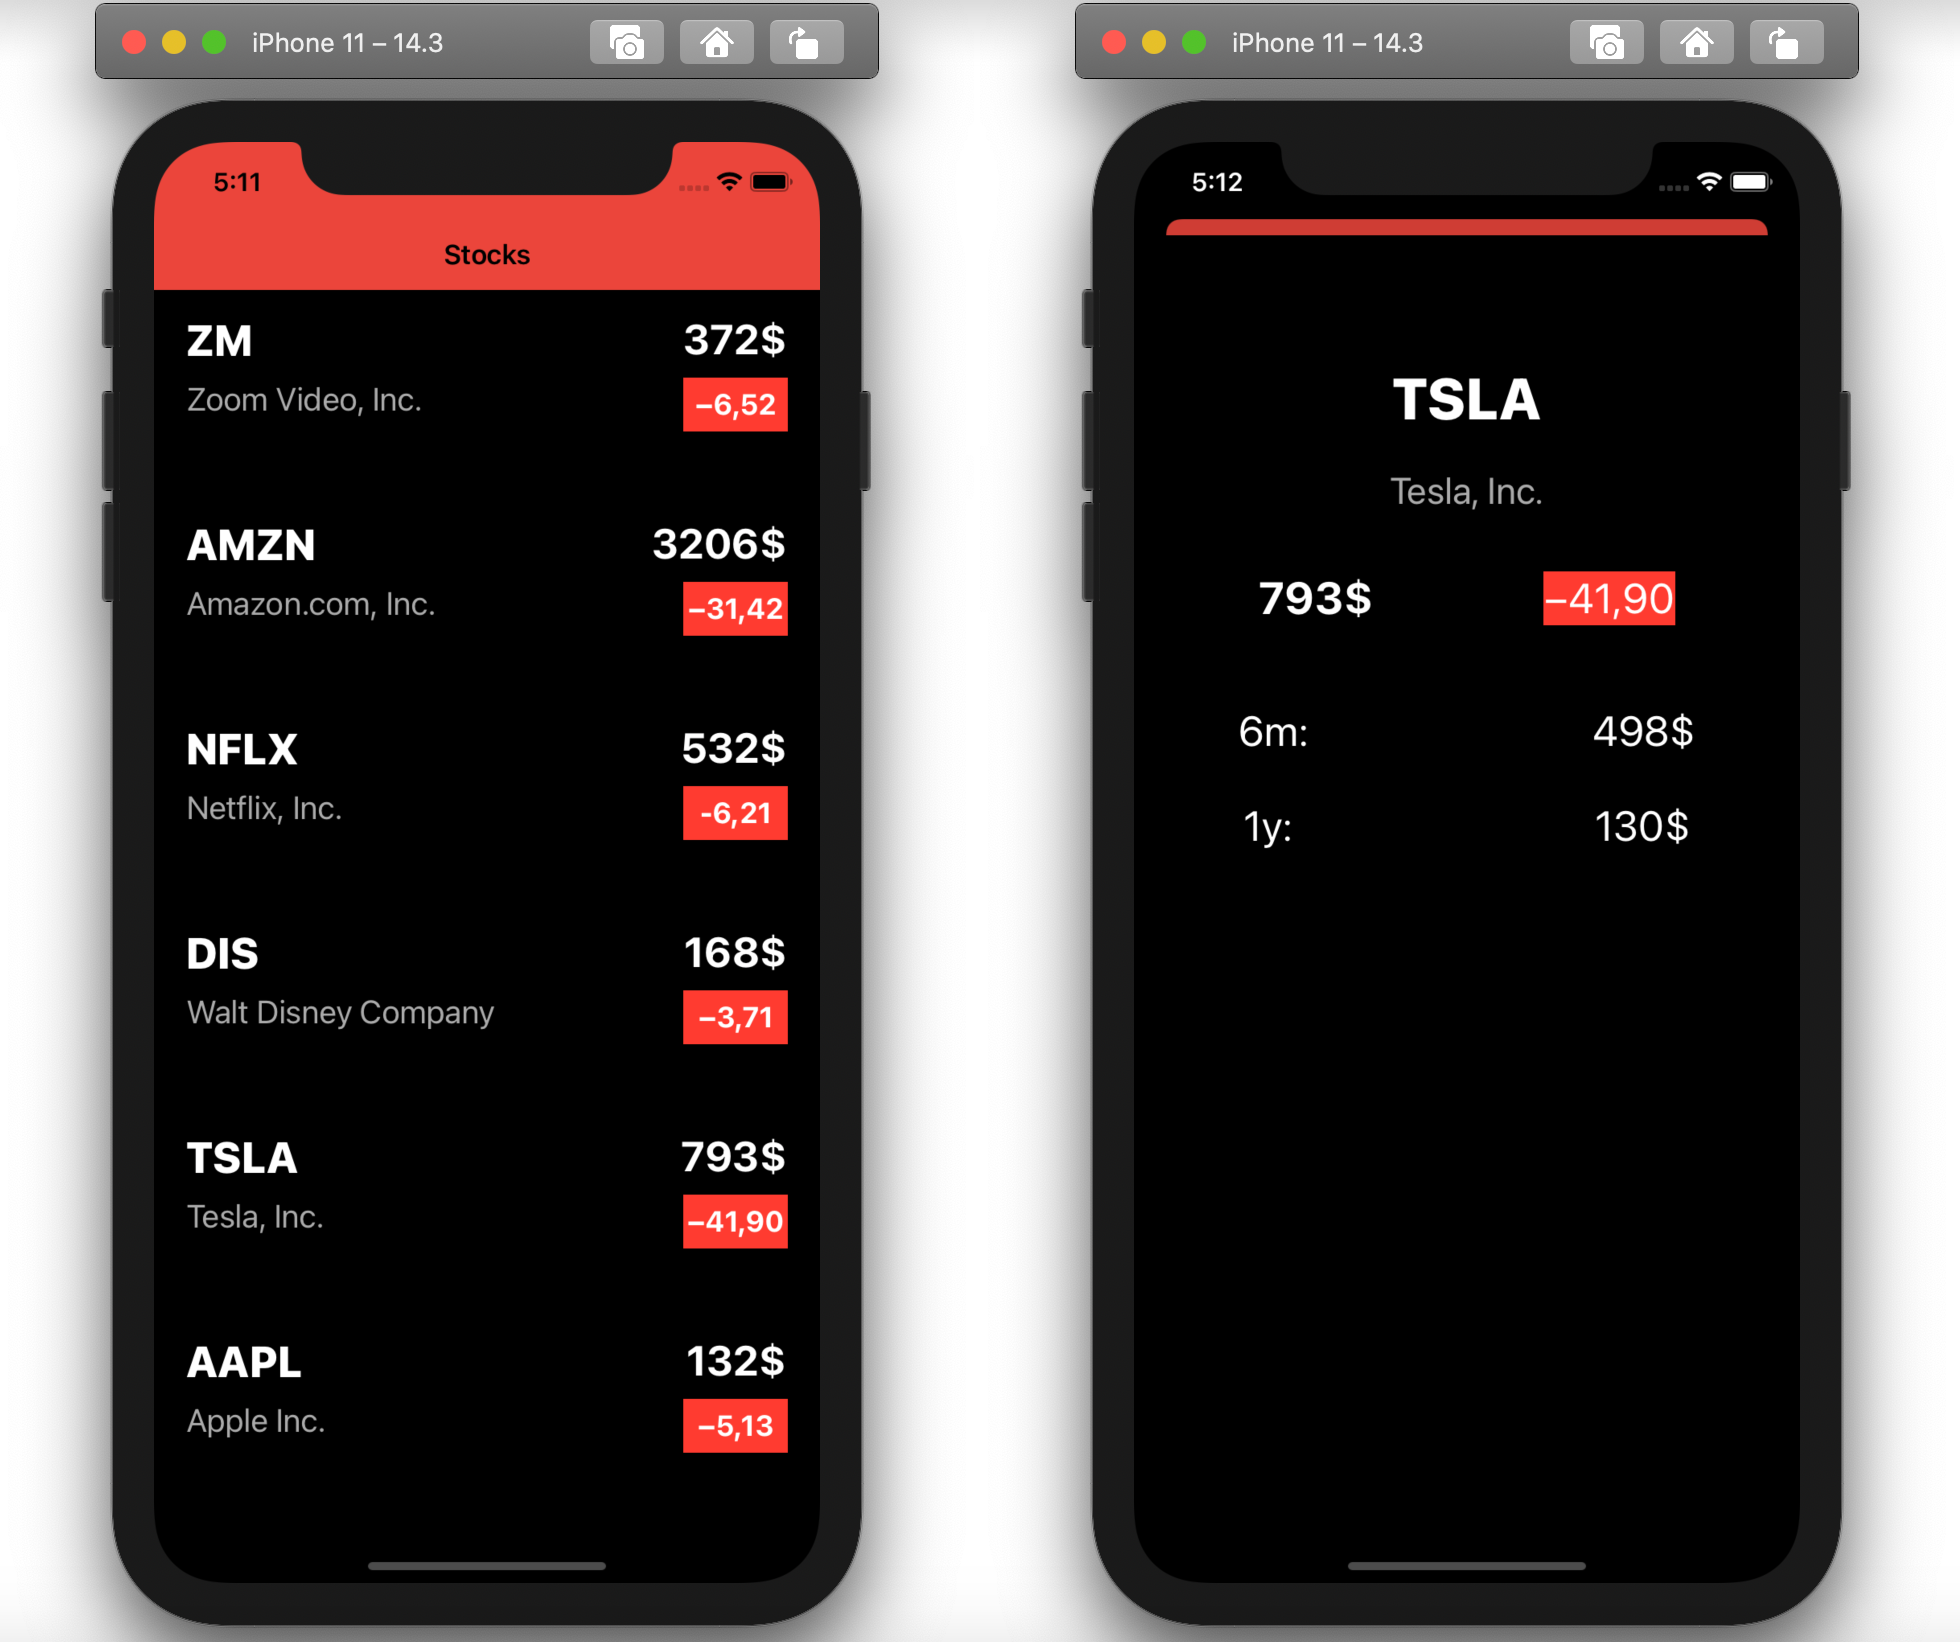 iPhone 11 – 14.3
5:11
Stocks
ZM 372$
Zoom Video, Inc. –6,52
AMZN 3206$
Amazon.com, Inc. –31,42
NFLX 532$
Netflix, Inc. -6,21
DIS 168$
Walt Disney Company –3,71
TSLA 793$
Tesla, Inc. –41,90
AAPL 132$
Apple Inc. –5,13
iPhone 11 – 14.3
5:12
TSLA
Tesla, Inc.
793$ –41,90
6m: 498$
1y: 130$